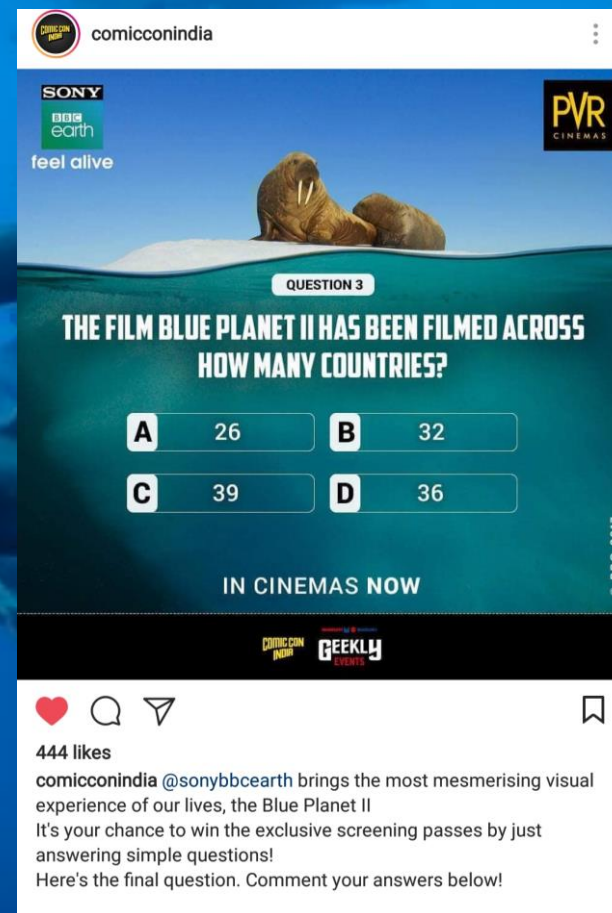 COMIC CON
INDIA
comicconindia
SONY
BBC
earth
feel alive
PVR
CINEMAS
QUESTION 3
THE FILM BLUE PLANET II HAS BEEN FILMED ACROSS
HOW MANY COUNTRIES?
A 26
B 32
C 39
D 36
IN CINEMAS NOW
COMIC CON
INDIA
GEEKLY
EVENTS
444 likes
comicconindia @sonybbcearth brings the most mesmerising visual
experience of our lives, the Blue Planet II
It's your chance to win the exclusive screening passes by just
answering simple questions!
Here's the final question. Comment your answers below!